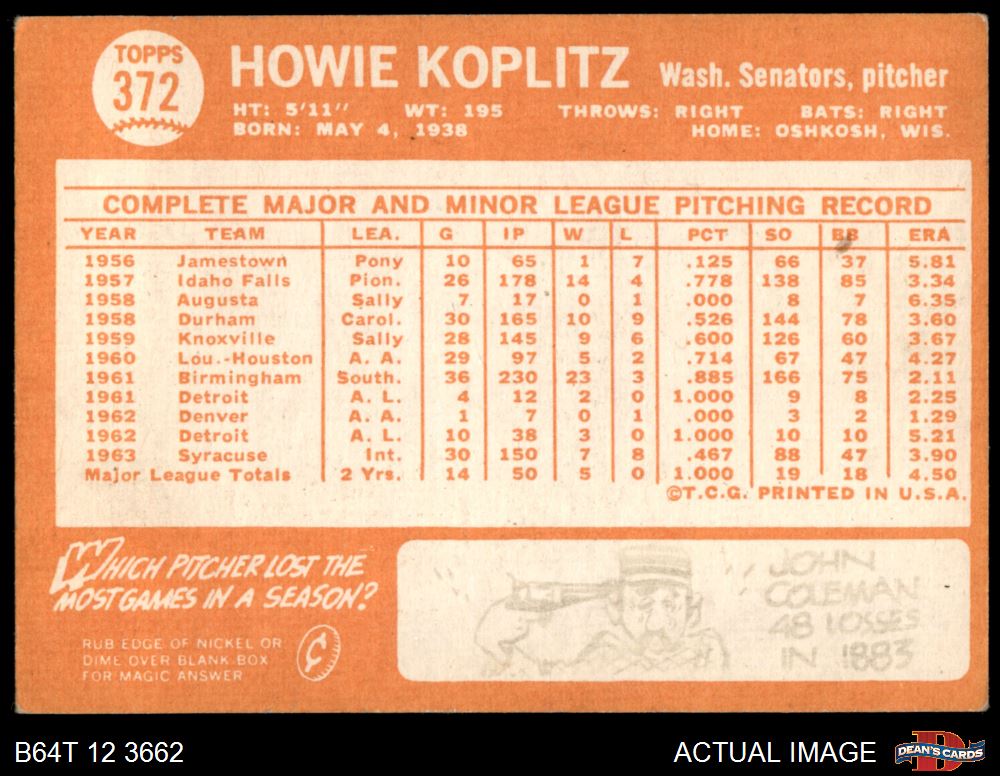 TOPPS
372
HOWIE KOPLITZ Wash. Senators, pitcher
HT: 5'11" WT: 195 THROWS: RIGHT BATS: RIGHT
BORN: MAY 4, 1938 HOME: OSHKOSH, WIS.
COMPLETE MAJOR AND MINOR LEAGUE PITCHING RECORD
YEAR TEAM LEA. G IP W L PCT SO BB ERA
1956 Jamestown Pony 10 65 1 7 .125 66 37 5.81
1957 Idaho Falls Pion. 26 178 14 4 .778 138 85 3.34
1958 Augusta Sally 7 17 0 1 .000 8 7 6.35
1958 Durham Carol. 30 165 10 9 .526 144 78 3.60
1959 Knoxville Sally 28 145 9 6 .600 126 60 3.67
1960 Lou.-Houston A. A. 29 97 5 2 .714 67 47 4.27
1961 Birmingham South. 36 230 23 3 .885 166 75 2.11
1961 Detroit A. L. 4 12 2 0 1.000 9 8 2.25
1962 Denver A. A. 1 7 0 1 .000 3 2 1.29
1962 Detroit A. L. 10 38 3 0 1.000 10 10 5.21
1963 Syracuse Int. 30 150 7 8 .467 88 47 3.90
Major League Totals 2 Yrs. 14 50 5 0 1.000 19 18 4.50
©T.C.G. PRINTED IN U.S.A.
WHICH PITCHER LOST THE
MOST GAMES IN A SEASON?
RUB EDGE OF NICKEL OR
DIME OVER BLANK BOX
FOR MAGIC ANSWER
¢
JOHN
COLEMAN
48 LOSSES
IN 1883
B64T 12 3662 ACTUAL IMAGE DEAN'S CARDS